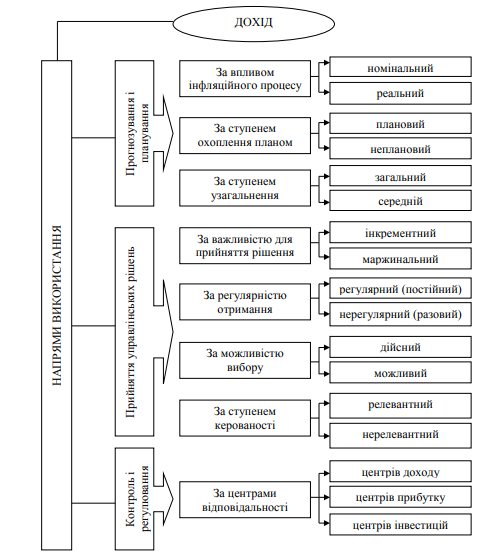 ДОХІД
НАПРЯМИ ВИКОРИСТАННЯ
Прогнозування і
планування
За впливом
інфляційного процесу
номінальний
реальний
За ступенем
охоплення планом
плановий
неплановий
За ступенем
узагальнення
загальний
середній
Прийняття управлінських рішень
За важливістю для
прийняття рішення
інкрементний
маржинальний
За регулярністю
отримання
регулярний (постійний)
нерегулярний (разовий)
За можливістю
вибору
дійсний
можливий
За ступенем
керованості
релевантний
нерелевантний
Контроль і
регулювання
За центрами
відповідальності
центрів доходу
центрів прибутку
центрів інвестицій